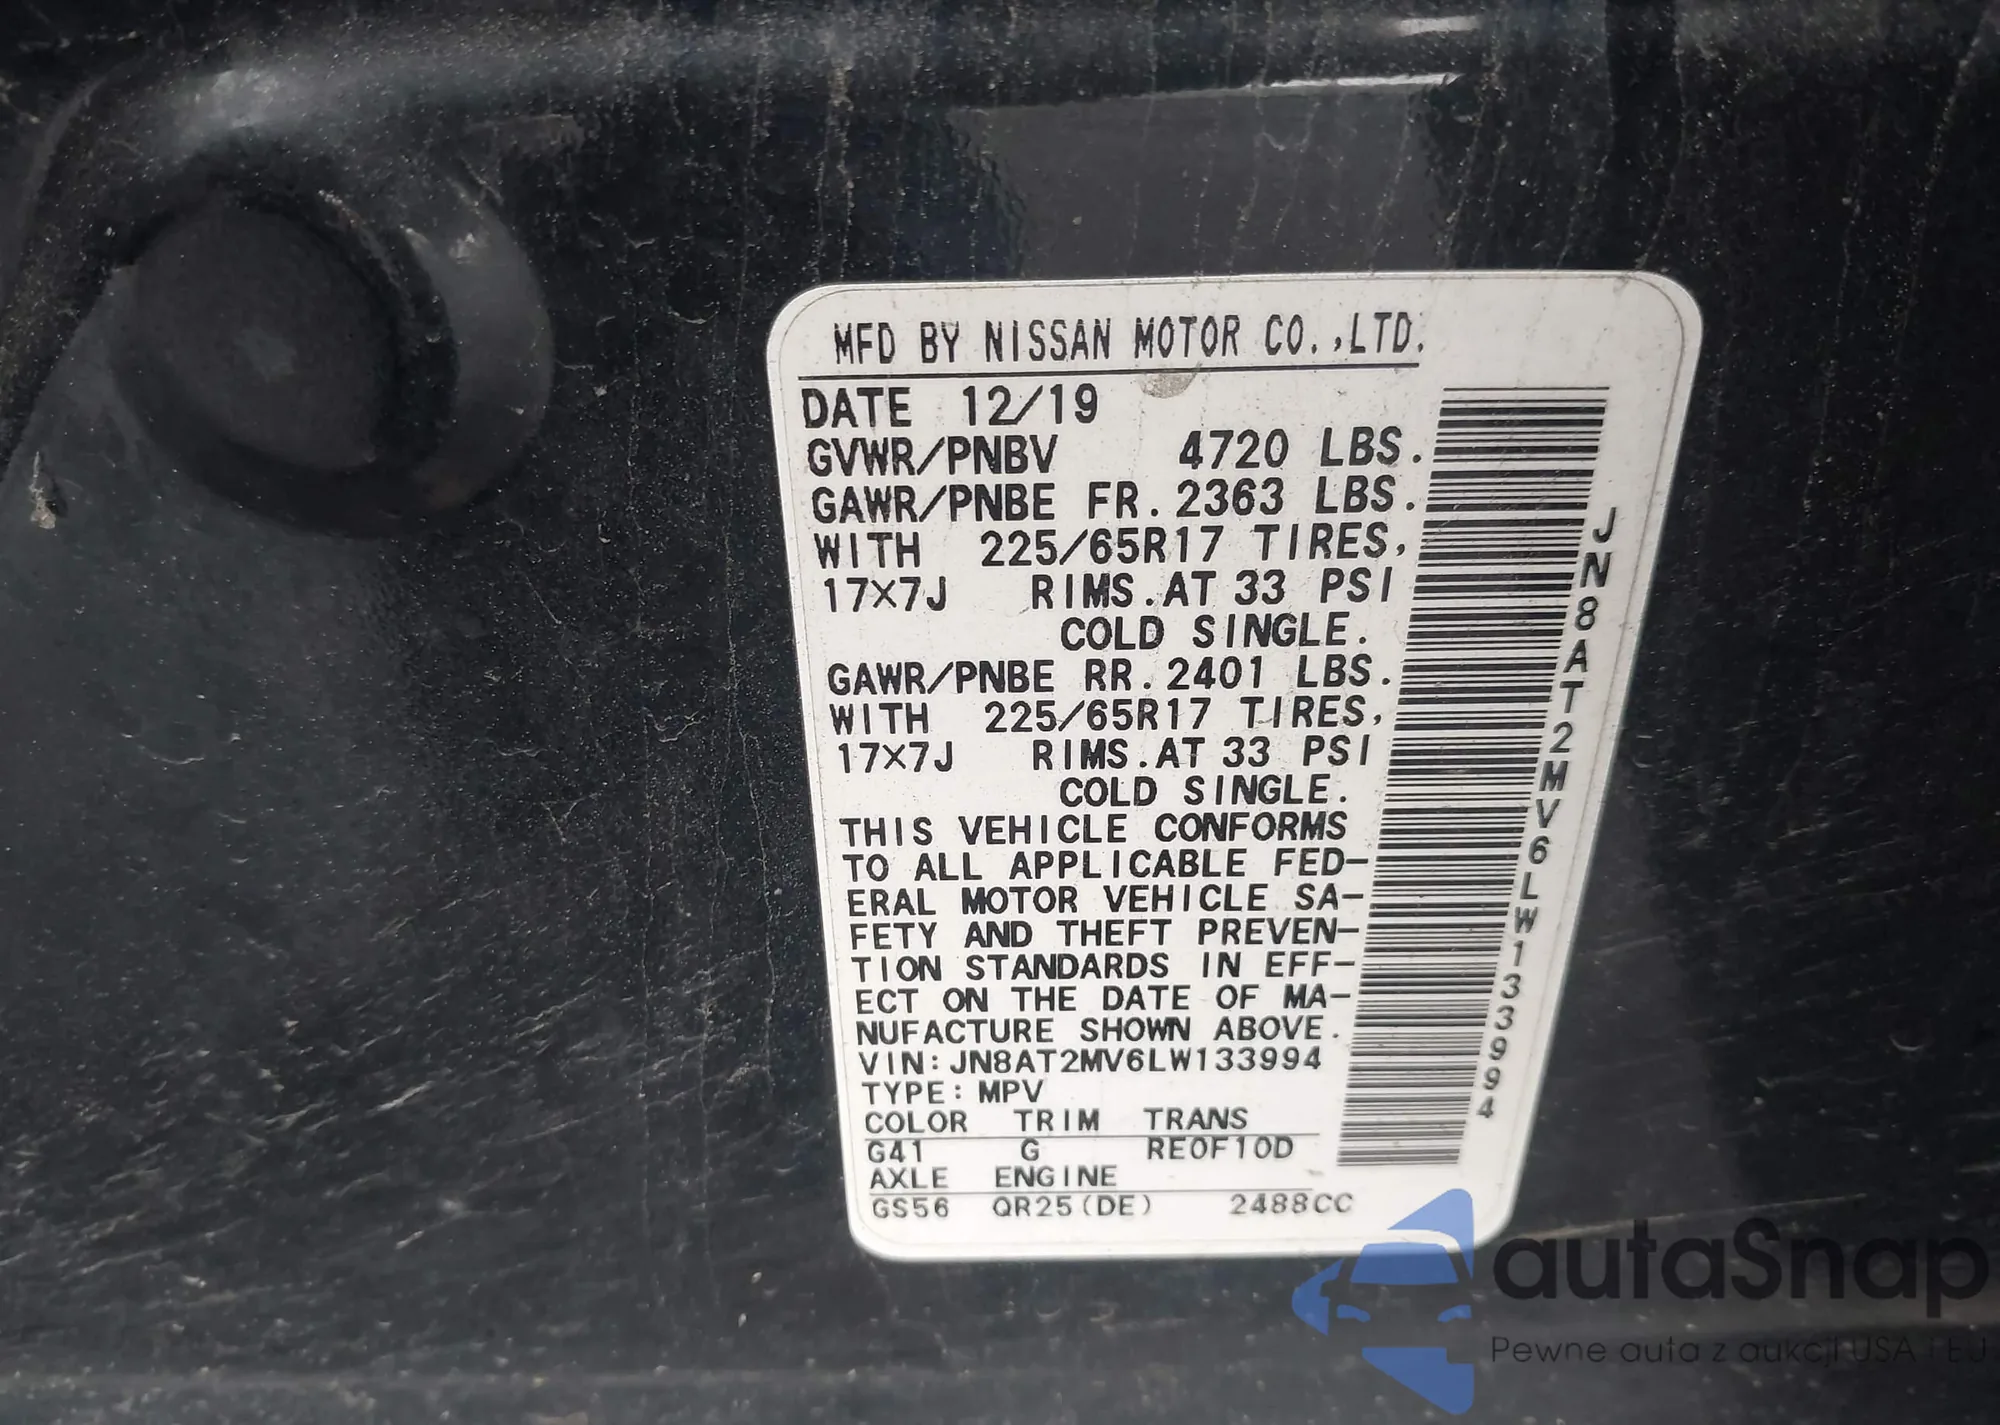 MFD BY NISSAN MOTOR CO.,LTD.
DATE 12/19
GVWR/PNBV 4720 LBS.
GAWR/PNBE FR. 2363 LBS.
WITH 225/65R17 TIRES,
17X7J RIMS.AT 33 PSI
COLD SINGLE.
GAWR/PNBE RR. 2401 LBS.
WITH 225/65R17 TIRES,
17X7J RIMS.AT 33 PSI
COLD SINGLE.
THIS VEHICLE CONFORMS
TO ALL APPLICABLE FED-
ERAL MOTOR VEHICLE SA-
FETY AND THEFT PREVEN-
TION STANDARDS IN EFF-
ECT ON THE DATE OF MA-
NUFACTURE SHOWN ABOVE.
VIN:JN8AT2MV6LW133994
TYPE:MPV
COLOR TRIM TRANS
G41 G RE0F10D
AXLE ENGINE
GS56 QR25(DE) 2488CC
JN8AT2MV6LW133994
autaSnap
Pewne auta z aukcji USA i EU